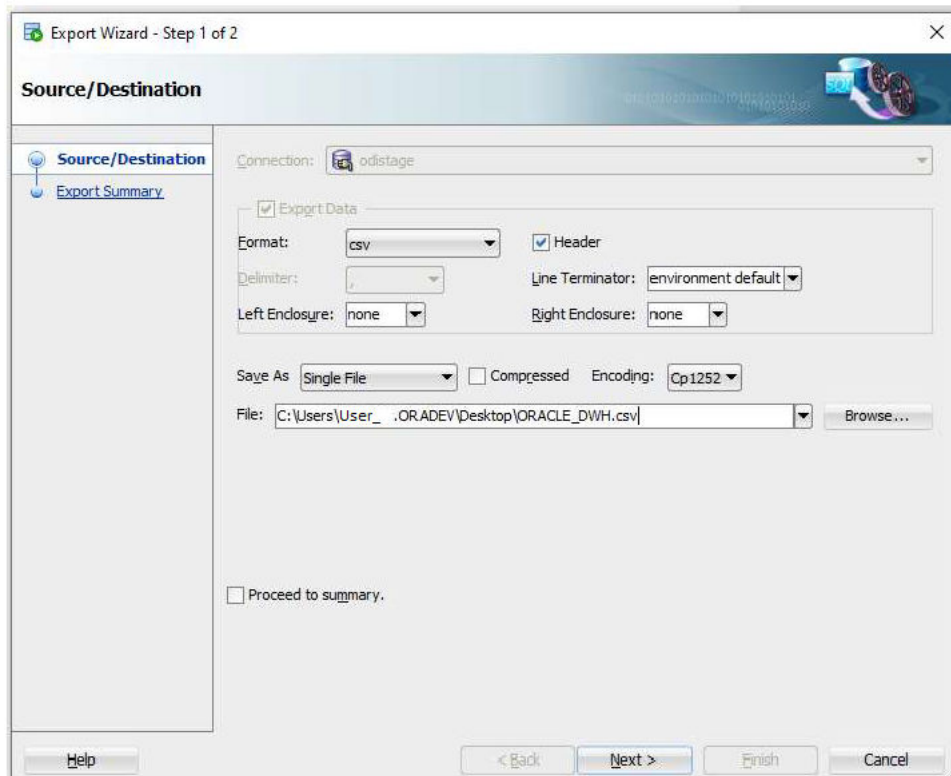 Export Wizard - Step 1 of 2
Source/Destination
Source/Destination
Export Summary
Connection: odistage
Export Data
Format: csv Header
Delimiter: , Line Terminator: environment default
Left Enclosure: none Right Enclosure: none
Save As Single File Compressed Encoding: Cp1252
File: C:\Users\User_ .ORADEV\Desktop\ORACLE_DWH.csv Browse...
Proceed to summary.
Help < Back Next > Finish Cancel